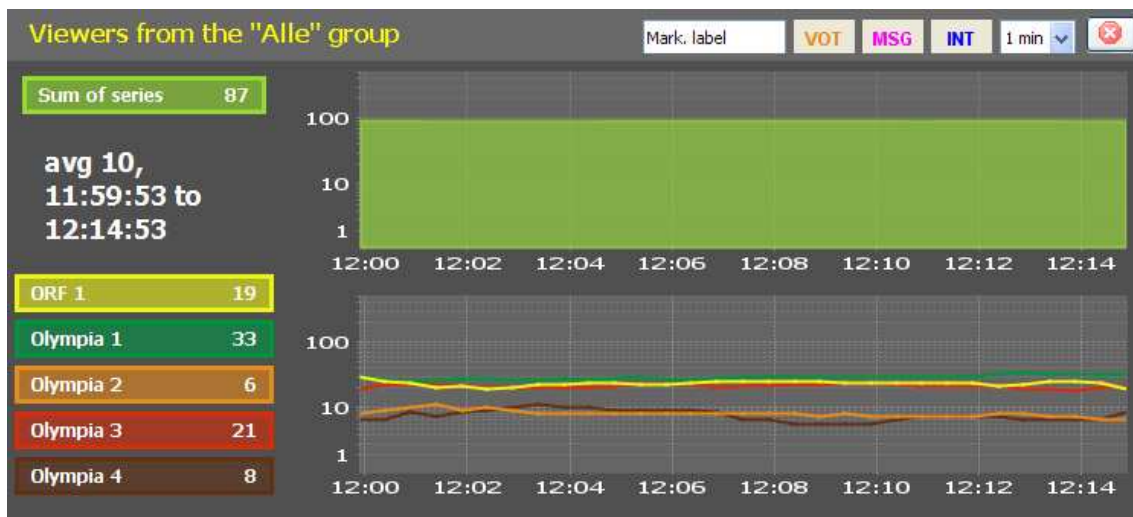 Viewers from the "Alle" group
Mark. label
VOT
MSG
INT
1 min
Sum of series 87
avg 10,
11:59:53 to
12:14:53
100
10
1
12:00 12:02 12:04 12:06 12:08 12:10 12:12 12:14
ORF 1 19
Olympia 1 33
Olympia 2 6
Olympia 3 21
Olympia 4 8
100
10
1
12:00 12:02 12:04 12:06 12:08 12:10 12:12 12:14